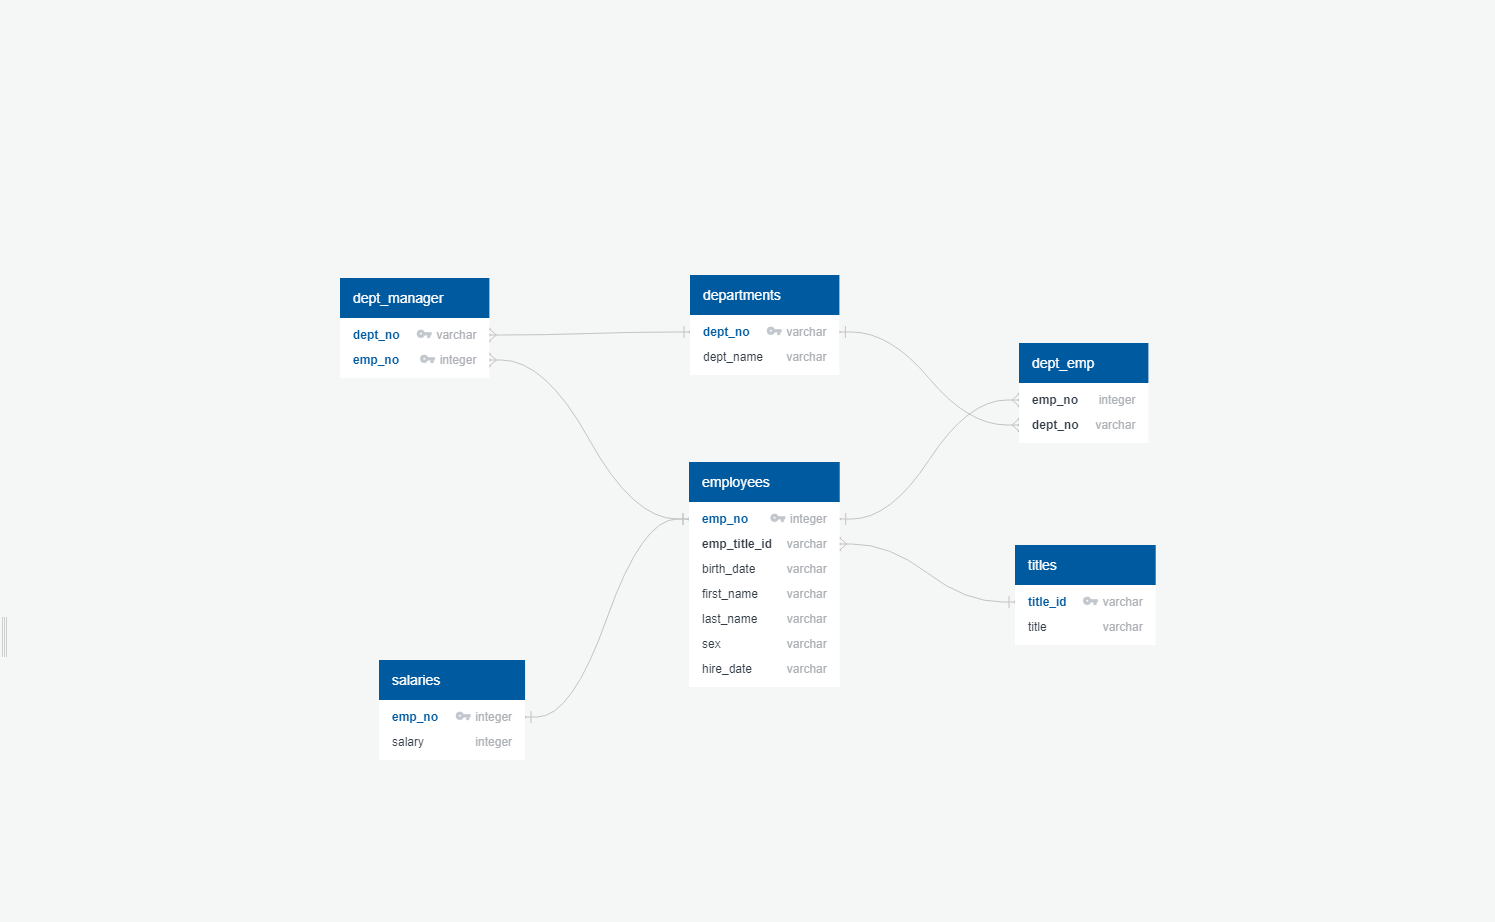 dept_manager
dept_no varchar
emp_no integer
departments
dept_no varchar
dept_name varchar
dept_emp
emp_no integer
dept_no varchar
employees
emp_no integer
emp_title_id varchar
birth_date varchar
first_name varchar
last_name varchar
sex varchar
hire_date varchar
titles
title_id varchar
title varchar
salaries
emp_no integer
salary integer